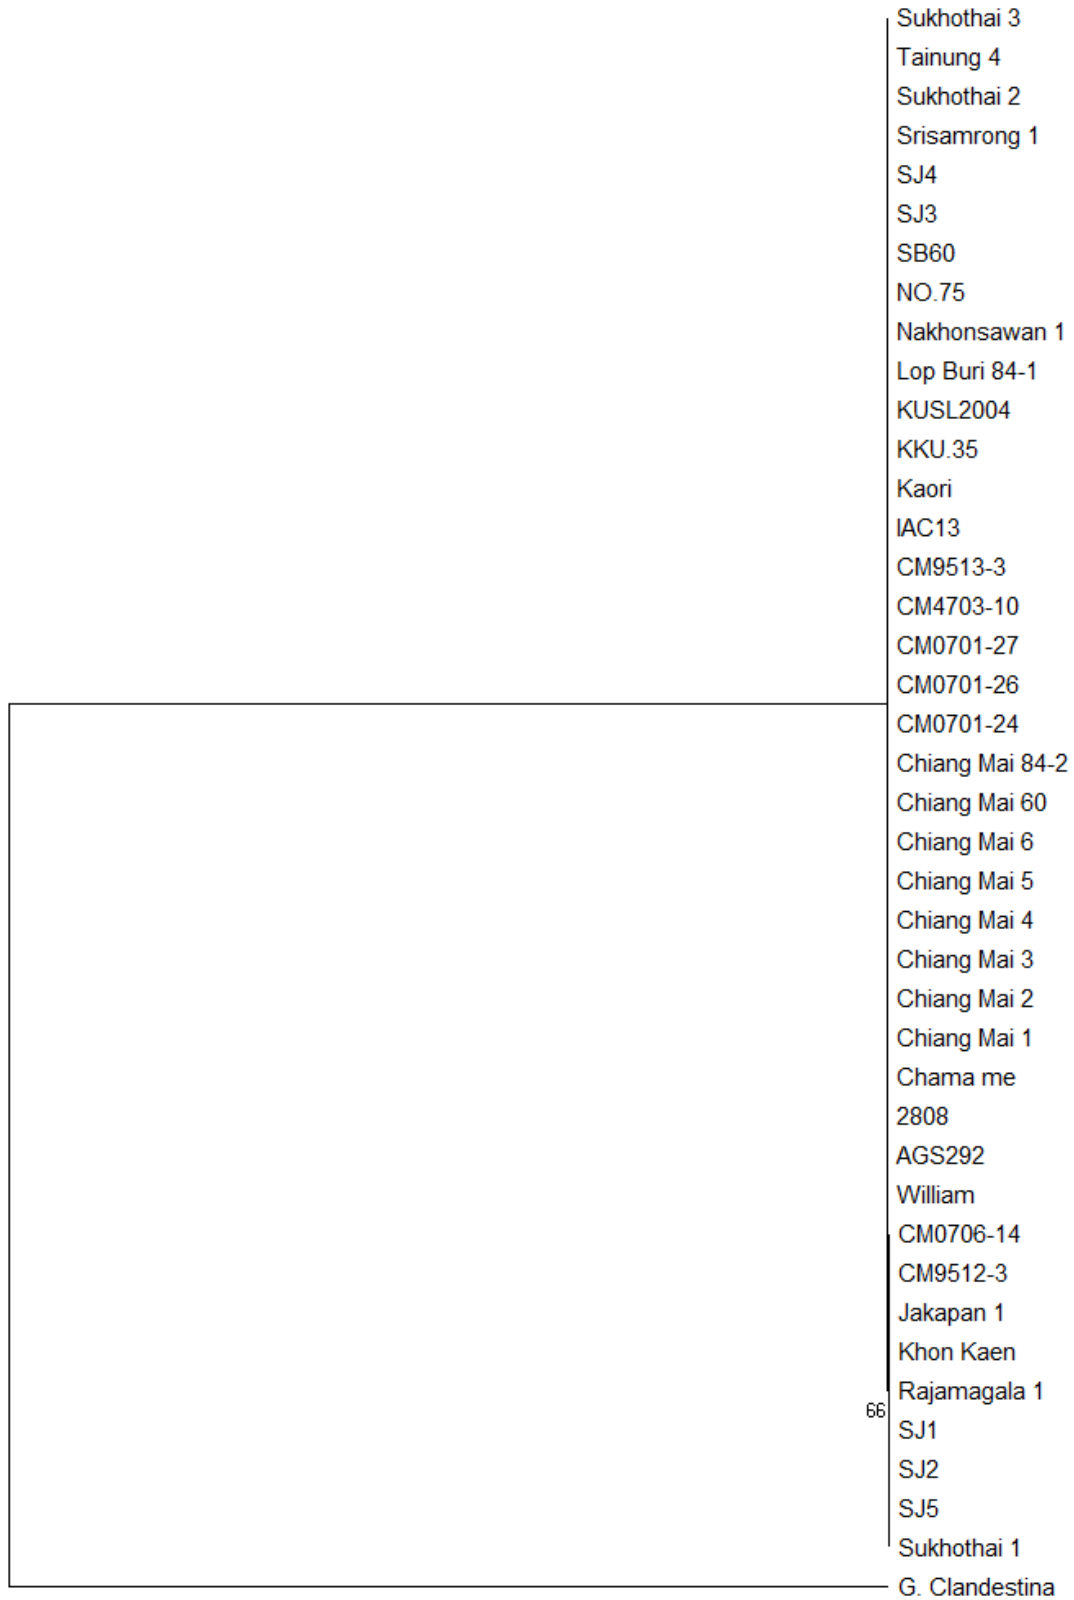 Sukhothai 3
Tainung 4
Sukhothai 2
Srisamrong 1
SJ4
SJ3
SB60
NO.75
Nakhonsawan 1
Lop Buri 84-1
KUSL2004
KKU.35
Kaori
IAC13
CM9513-3
CM4703-10
CM0701-27
CM0701-26
CM0701-24
Chiang Mai 84-2
Chiang Mai 60
Chiang Mai 6
Chiang Mai 5
Chiang Mai 4
Chiang Mai 3
Chiang Mai 2
Chiang Mai 1
Chama me
2808
AGS292
William
CM0706-14
CM9512-3
Jakapan 1
Khon Kaen
Rajamagala 1
66
SJ1
SJ2
SJ5
Sukhothai 1
G. Clandestina